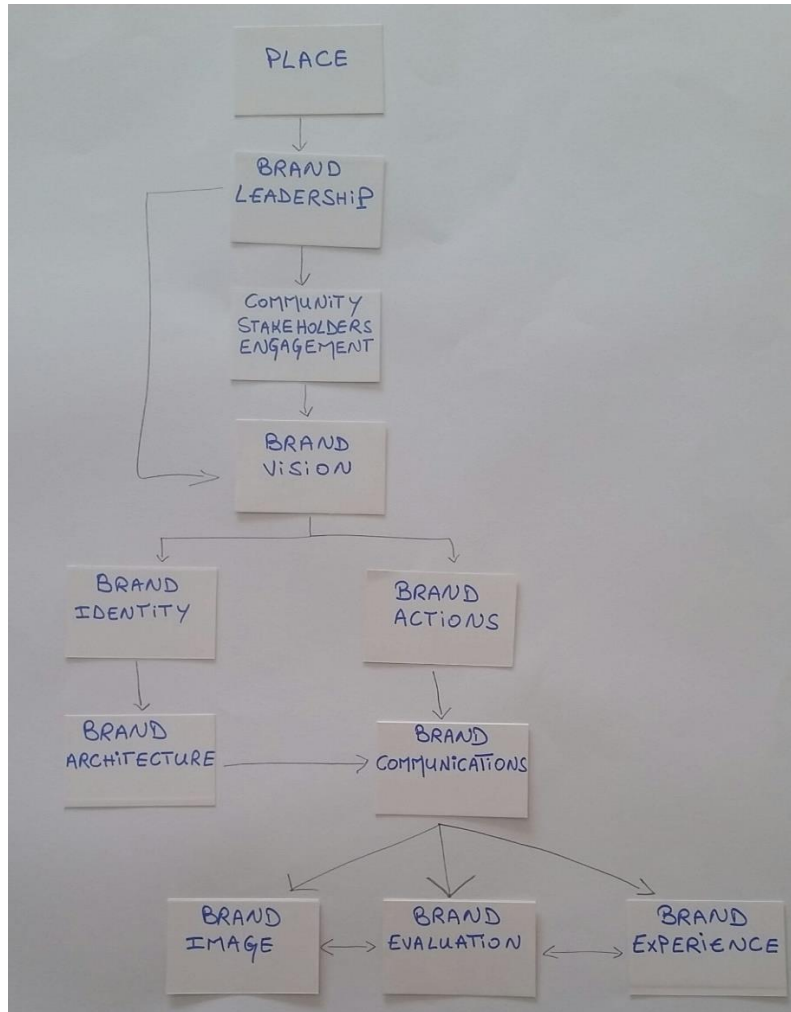 PLACE
BRAND
LEADERSHiP
COMMUNiTY
STAKEHOLDERS
ENGAGEMENT
BRAND
ViSiON
BRAND
IDENTiTY
BRAND
ACTiONS
BRAND
ARCHiTECTURE
BRAND
COMMUNiCATiONS
BRAND
IMAGE
BRAND
EVALUATiON
BRAND
EXPERiENCE